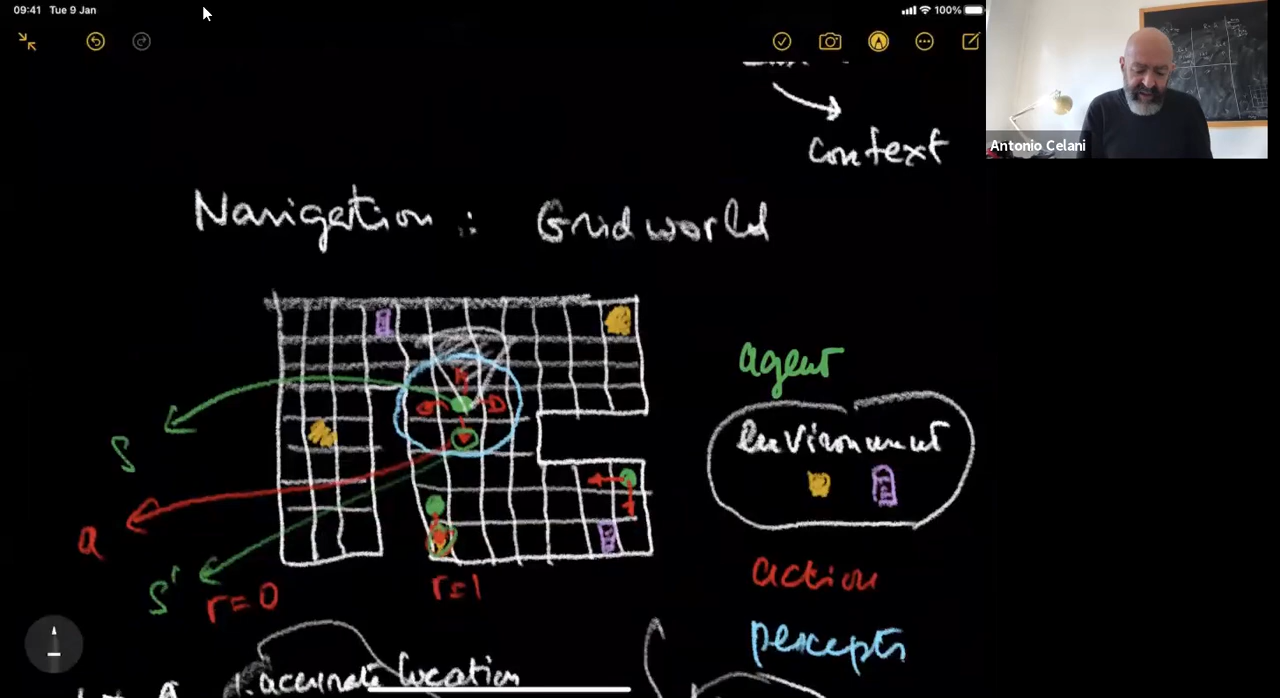 09:41 Tue 9 Jan
100%
Antonio Celani
context
Navigation :: Gridworld
agent
environment
S
a
S'
r=0
r=1
action
percepts
1. accurate location